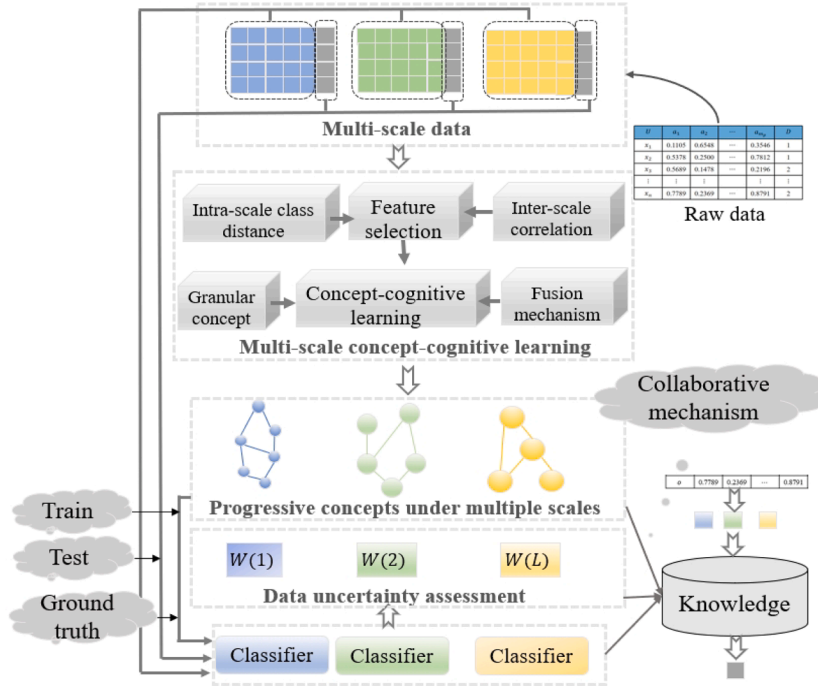 Multi-scale data
U a₁ a₂ ⋯ D
x₁ 0.1105 0.6548 ⋯ 0.3546 1
x₂ 0.5378 0.2500 ⋯ 0.7812 1
x₃ 0.5689 0.1478 ⋯ 0.2196 2
⋮ ⋮ ⋮ ⋮ ⋮
0.7789 0.2369 ⋯ 0.8791 2
Raw data
Intra-scale class
distance
Feature
selection
Inter-scale
correlation
Granular
concept
Concept-cognitive
learning
Fusion
mechanism
Multi-scale concept-cognitive learning
Collaborative
mechanism
Progressive concepts under multiple scales
o 0.7789 0.2369 ⋯ 0.8791
Train
Test
Ground
truth
W(1) W(2) W(L)
Data uncertainty assessment
Knowledge
Classifier Classifier Classifier